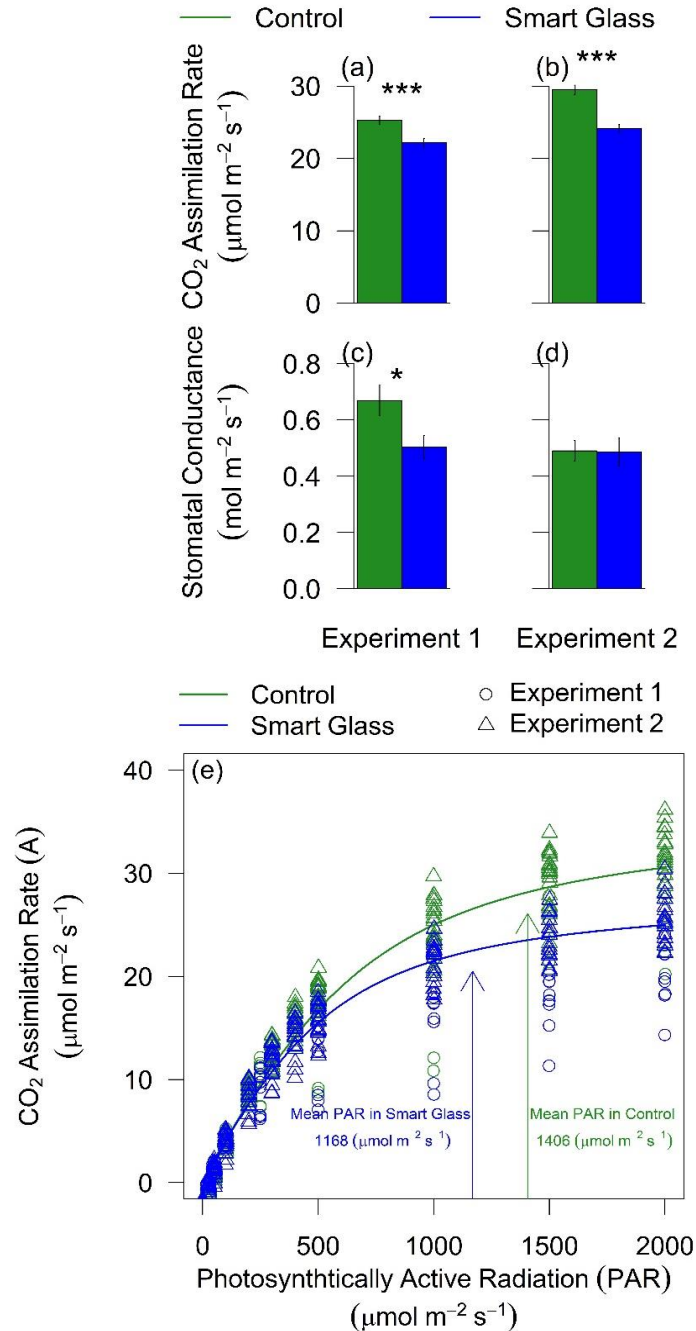 Control Smart Glass
(a) *** (b) ***
CO₂ Assimilation Rate
(μmol m⁻² s⁻¹)
30
20
10
0
(c) * (d)
Stomatal Conductance
(mol m⁻² s⁻¹)
0.8
0.6
0.4
0.2
0.0
Experiment 1 Experiment 2
Control Experiment 1
Smart Glass Experiment 2
(e)
CO₂ Assimilation Rate (A)
(μmol m⁻² s⁻¹)
40
30
20
10
0
Mean PAR in Smart Glass
1168 (μmol m⁻² s⁻¹)
Mean PAR in Control
1406 (μmol m⁻² s⁻¹)
0 500 1000 1500 2000
Photosynthtically Active Radiation (PAR)
(μmol m⁻² s⁻¹)